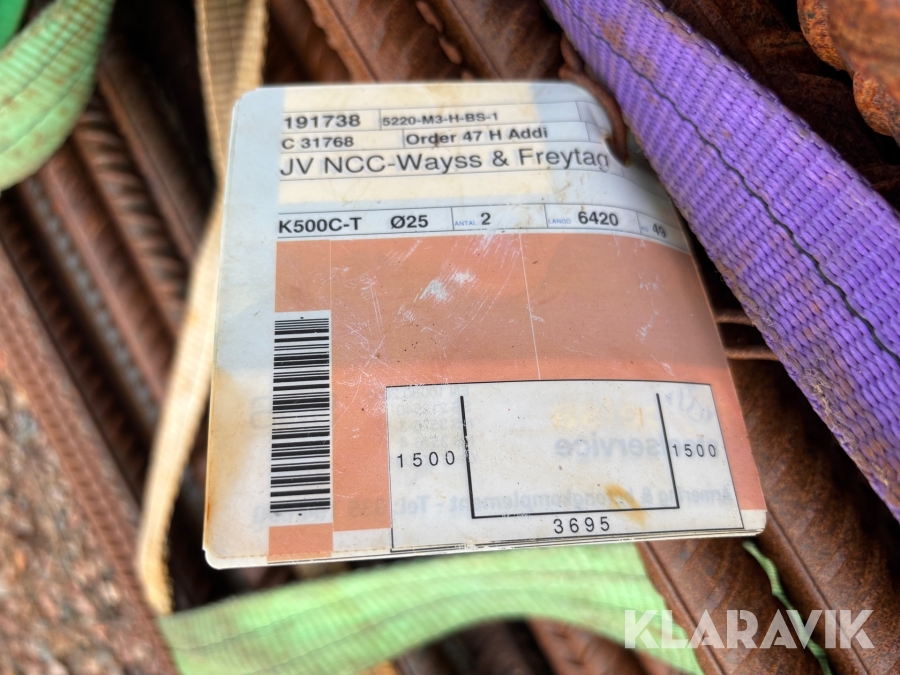 191738 5220-M3-H-BS-1
C 31768 Order 47 H Addi
JV NCC-Wayss & Freytag
K500C-T Ø25 ANTAL 2 LÄNGD 6420 49
1500 1500
3695
KLARAVIK